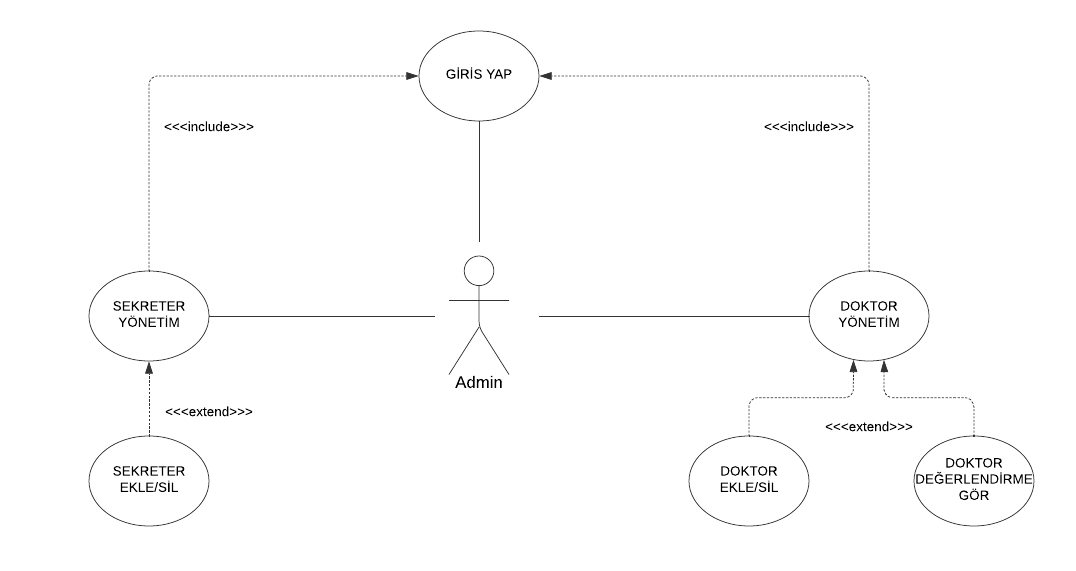 GİRİS YAP
<<<include>>>
<<<include>>>
SEKRETER
YÖNETİM
DOKTOR
YÖNETİM
Admin
<<<extend>>>
<<<extend>>>
SEKRETER
EKLE/SİL
DOKTOR
EKLE/SİL
DOKTOR
DEĞERLENDİRME
GÖR